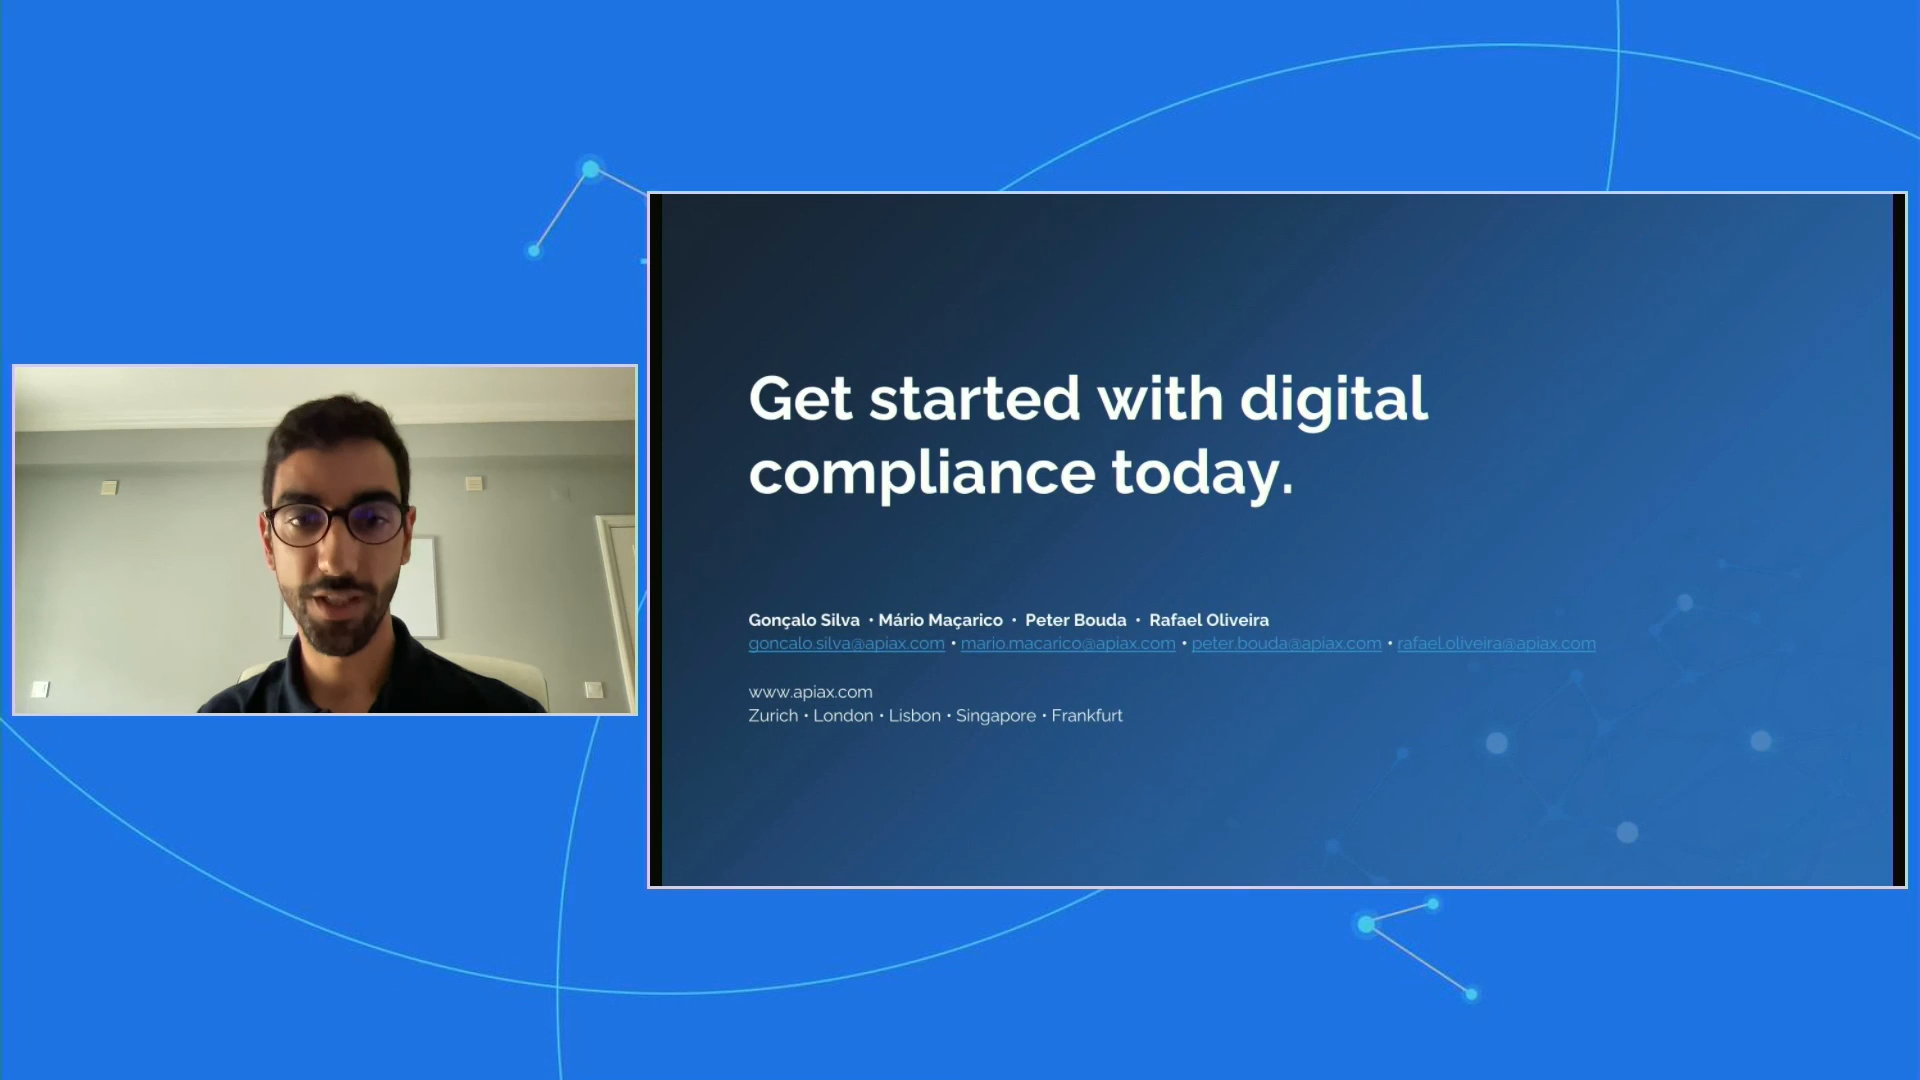 Get started with digital
compliance today.
Gonçalo Silva • Mário Maçarico • Peter Bouda • Rafael Oliveira
goncalo.silva@apiax.com • mario.macarico@apiax.com • peter.bouda@apiax.com • rafael.oliveira@apiax.com
www.apiax.com
Zurich • London • Lisbon • Singapore • Frankfurt